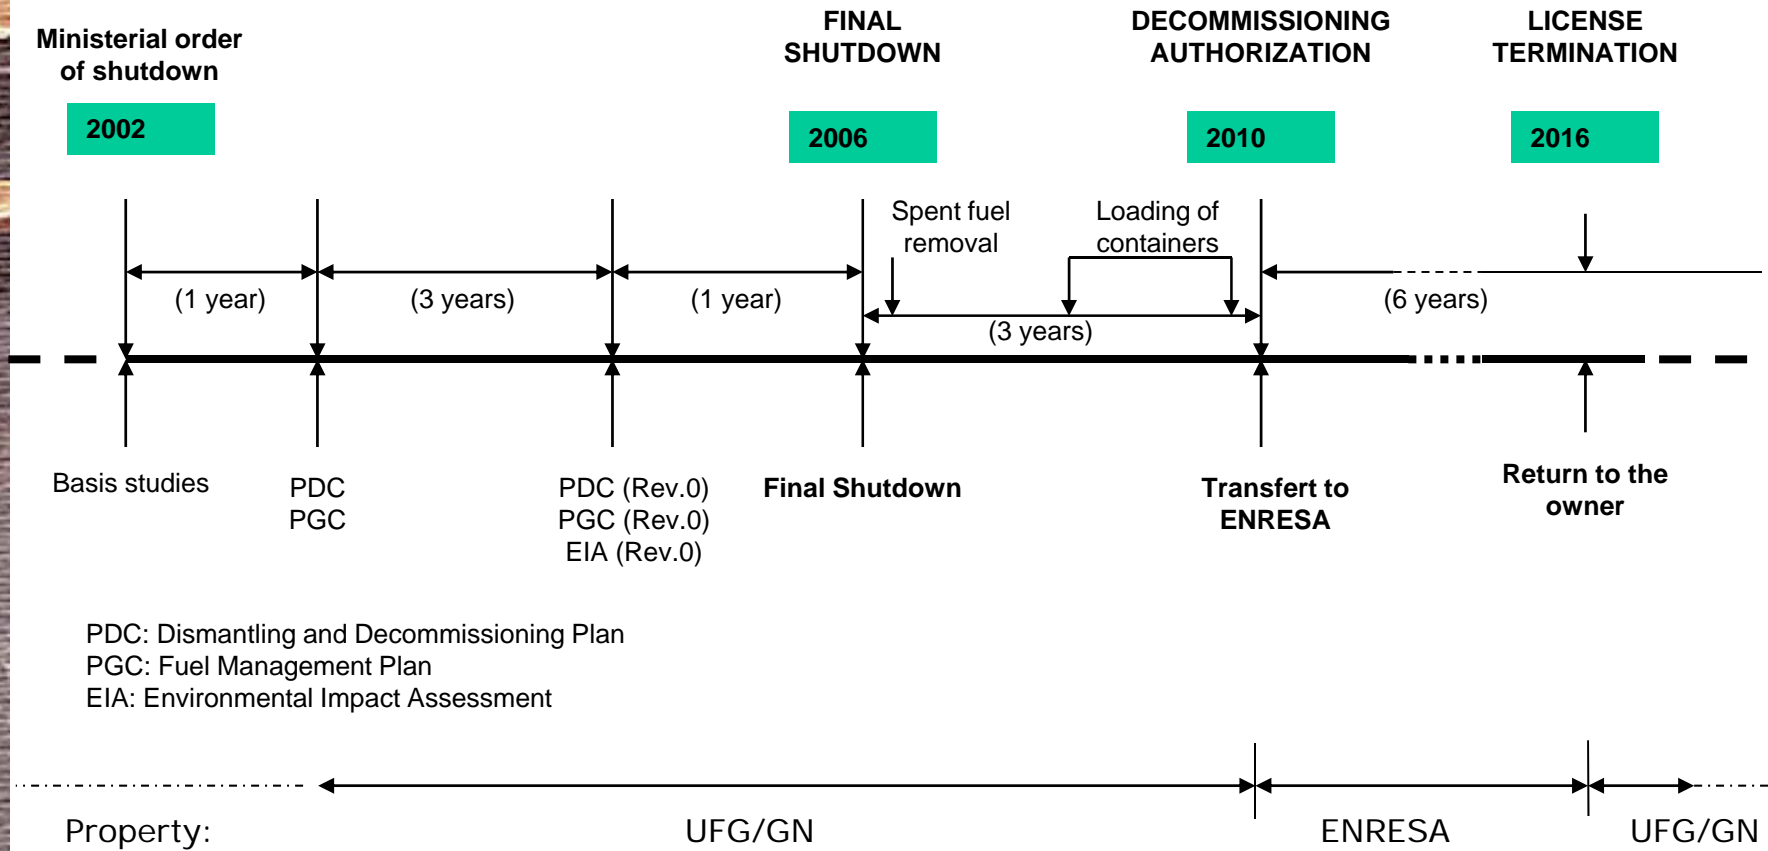 Ministerial order
of shutdown
2002
FINAL
SHUTDOWN
2006
DECOMMISSIONING
AUTHORIZATION
2010
LICENSE
TERMINATION
2016
Spent fuel
removal
Loading of
containers
(1 year)
(3 years)
(1 year)
(3 years)
(6 years)
Basis studies
PDC
PGC
PDC (Rev.0)
PGC (Rev.0)
EIA (Rev.0)
Final Shutdown
Transfert to
ENRESA
Return to the
owner
PDC: Dismantling and Decommissioning Plan
PGC: Fuel Management Plan
EIA: Environmental Impact Assessment
Property:
UFG/GN
ENRESA
UFG/GN